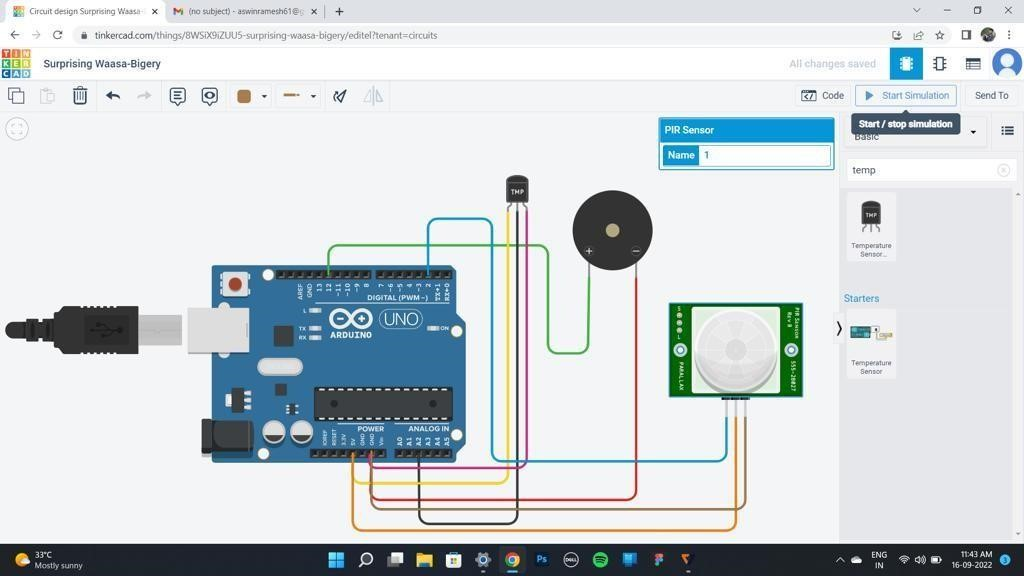 Circuit design Surprising Waasa-
(no subject) - aswinramesh61@g
tinkercad.com/things/8WSiX9iZUU5-surprising-waasa-bigery/editel?tenant=circuits
TIN
KER
CAD
Surprising Waasa-Bigery
All changes saved
Code
Start Simulation
Send To
Start / stop simulation
Basic
PIR Sensor
Name 1
temp
TMP
TMP
Temperature
Sensor...
Starters
Temperature
Sensor
AREF
GND
13
12
~11
~10
~9
8
7
~6
~5
4
~3
2
TX→1
RX←0
DIGITAL (PWM~)
L
TX
RX
UNO
ARDUINO
ON
IOREF
RESET
3.3V
5V
GND
GND
Vin
POWER
ANALOG IN
A0
A1
A2
A3
A4
A5
PIR SENSOR
Rev B
555-28027
PARALLAX
33°C
Mostly sunny
Ps
DELL
ENG
IN
11:43 AM
16-09-2022
3